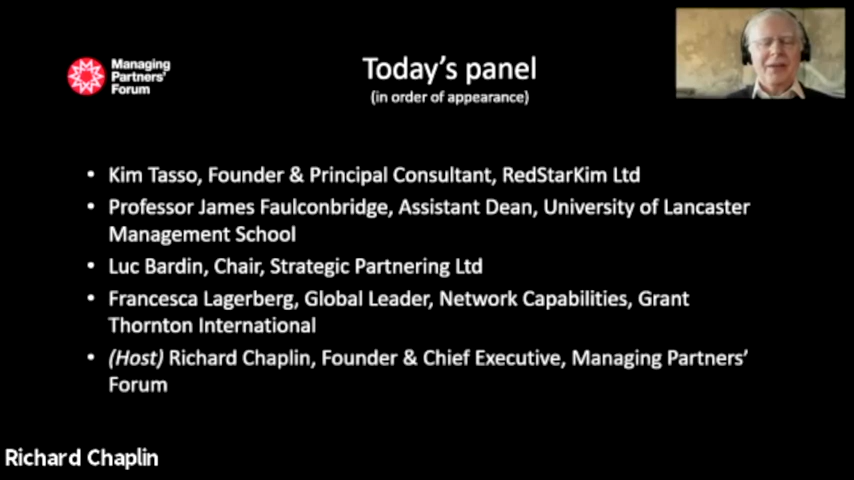 Managing
Partners'
Forum
Today's panel
(in order of appearance)
• Kim Tasso, Founder & Principal Consultant, RedStarKim Ltd
• Professor James Faulconbridge, Assistant Dean, University of Lancaster
Management School
• Luc Bardin, Chair, Strategic Partnering Ltd
• Francesca Lagerberg, Global Leader, Network Capabilities, Grant
Thornton International
• (Host) Richard Chaplin, Founder & Chief Executive, Managing Partners'
Forum
Richard Chaplin